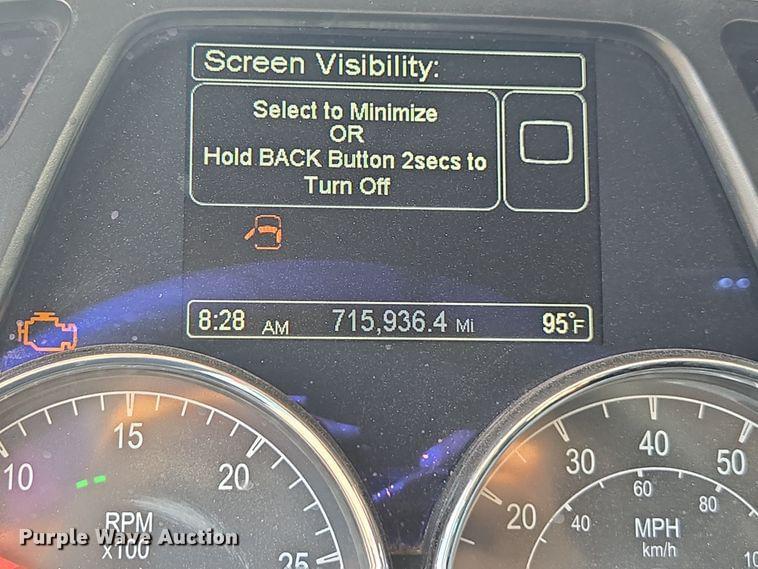 Screen Visibility:
Select to Minimize
OR
Hold BACK Button 2secs to
Turn Off
8:28 AM 715,936.4 Mi 95°F
10 15 20 25
RPM
x100
20 30 40 50
40 60 80 10
MPH
km/h
Purple Wave Auction